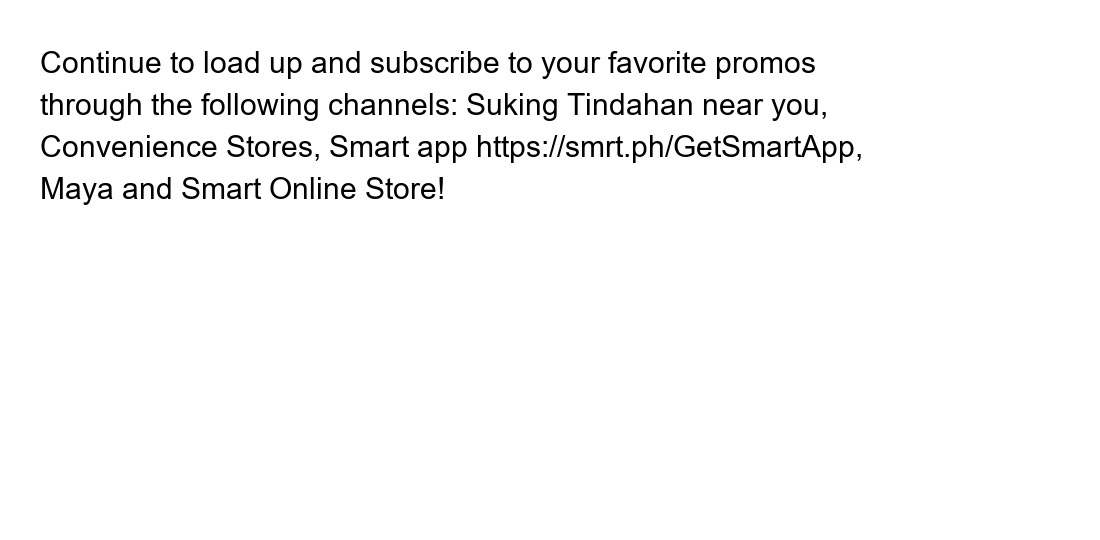 Continue to load up and subscribe to your favorite promos
through the following channels: Suking Tindahan near you,
Convenience Stores, Smart app https://smrt.ph/GetSmartApp,
Maya and Smart Online Store!